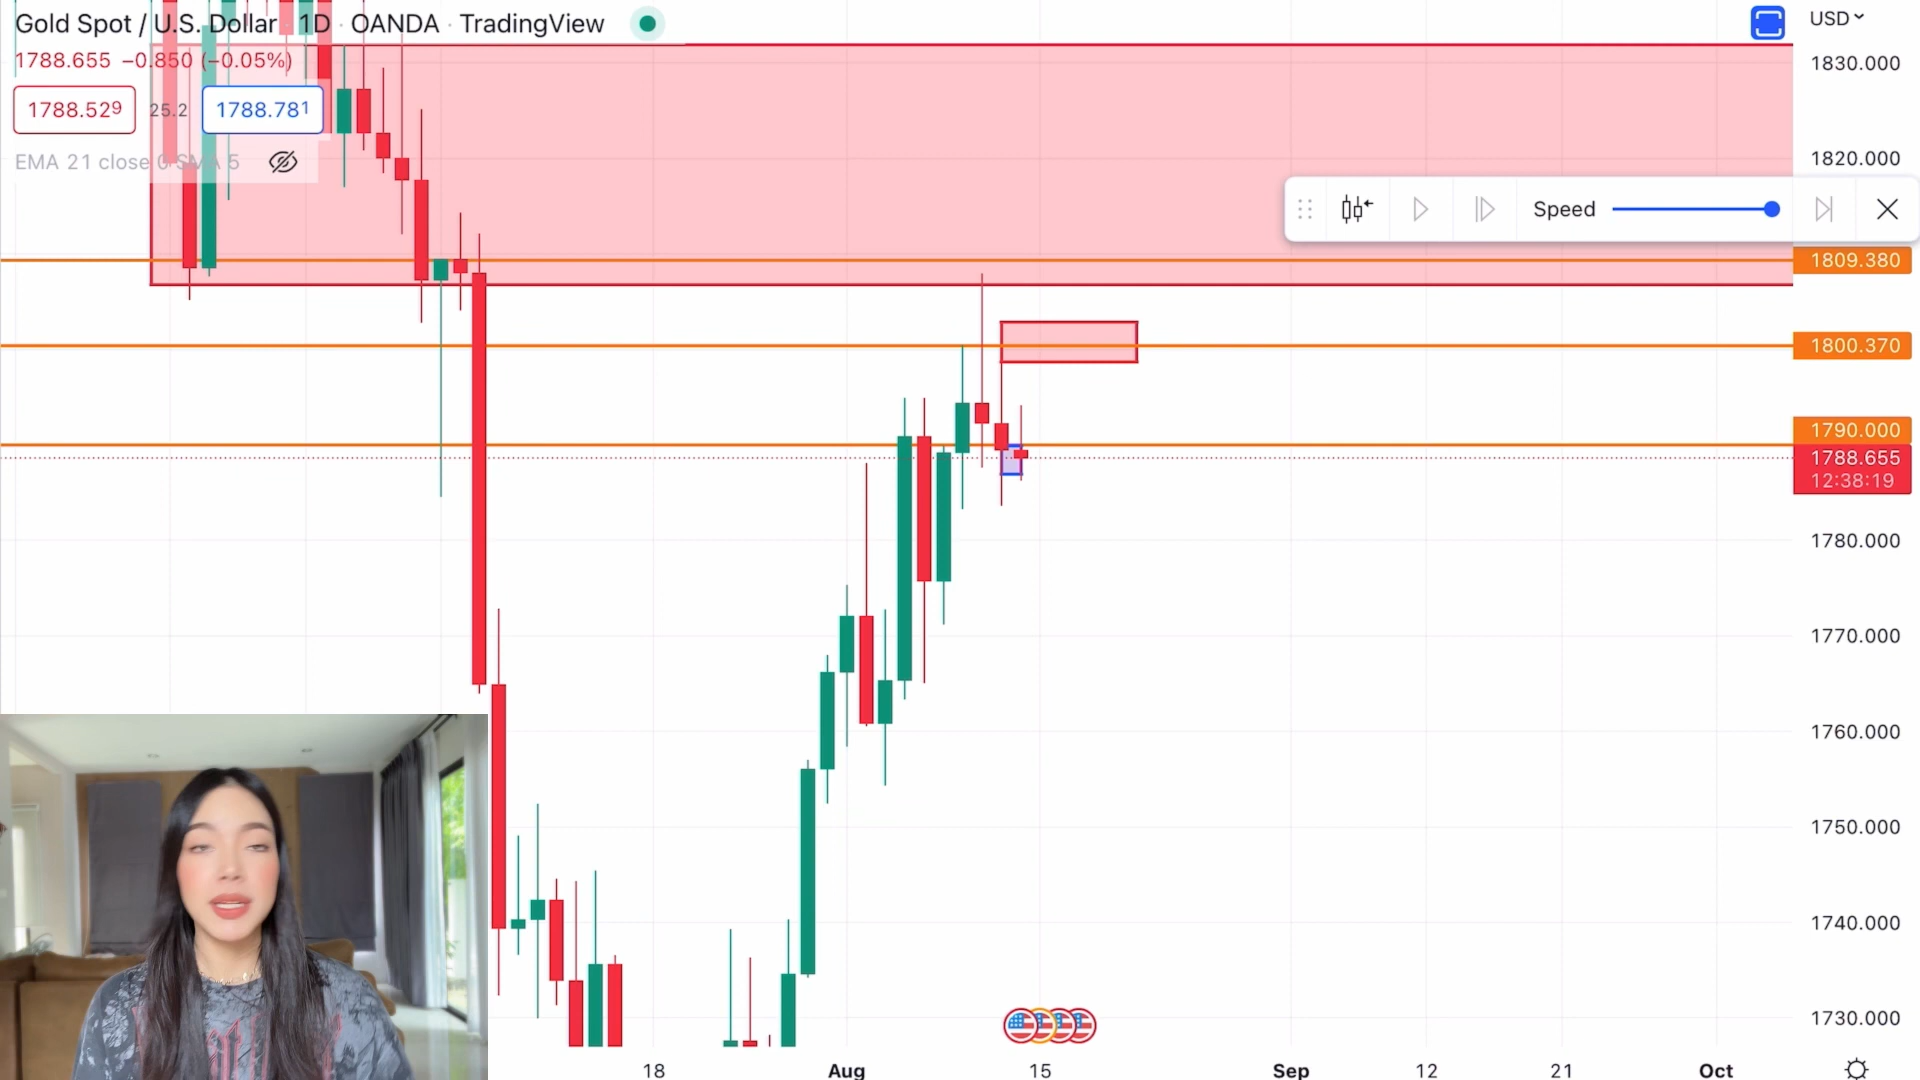 Gold Spot / U.S. Dollar · 1D · OANDA · TradingView
USD
1788.655 −0.850 (−0.05%)
1788.529 25.2 1788.781
EMA 21 close 0 SMA 5
Speed
1830.000
1820.000
1809.380
1800.370
1790.000
1788.655
12:38:19
1780.000
1770.000
1760.000
1750.000
1740.000
1730.000
18 Aug 15 Sep 12 21 Oct